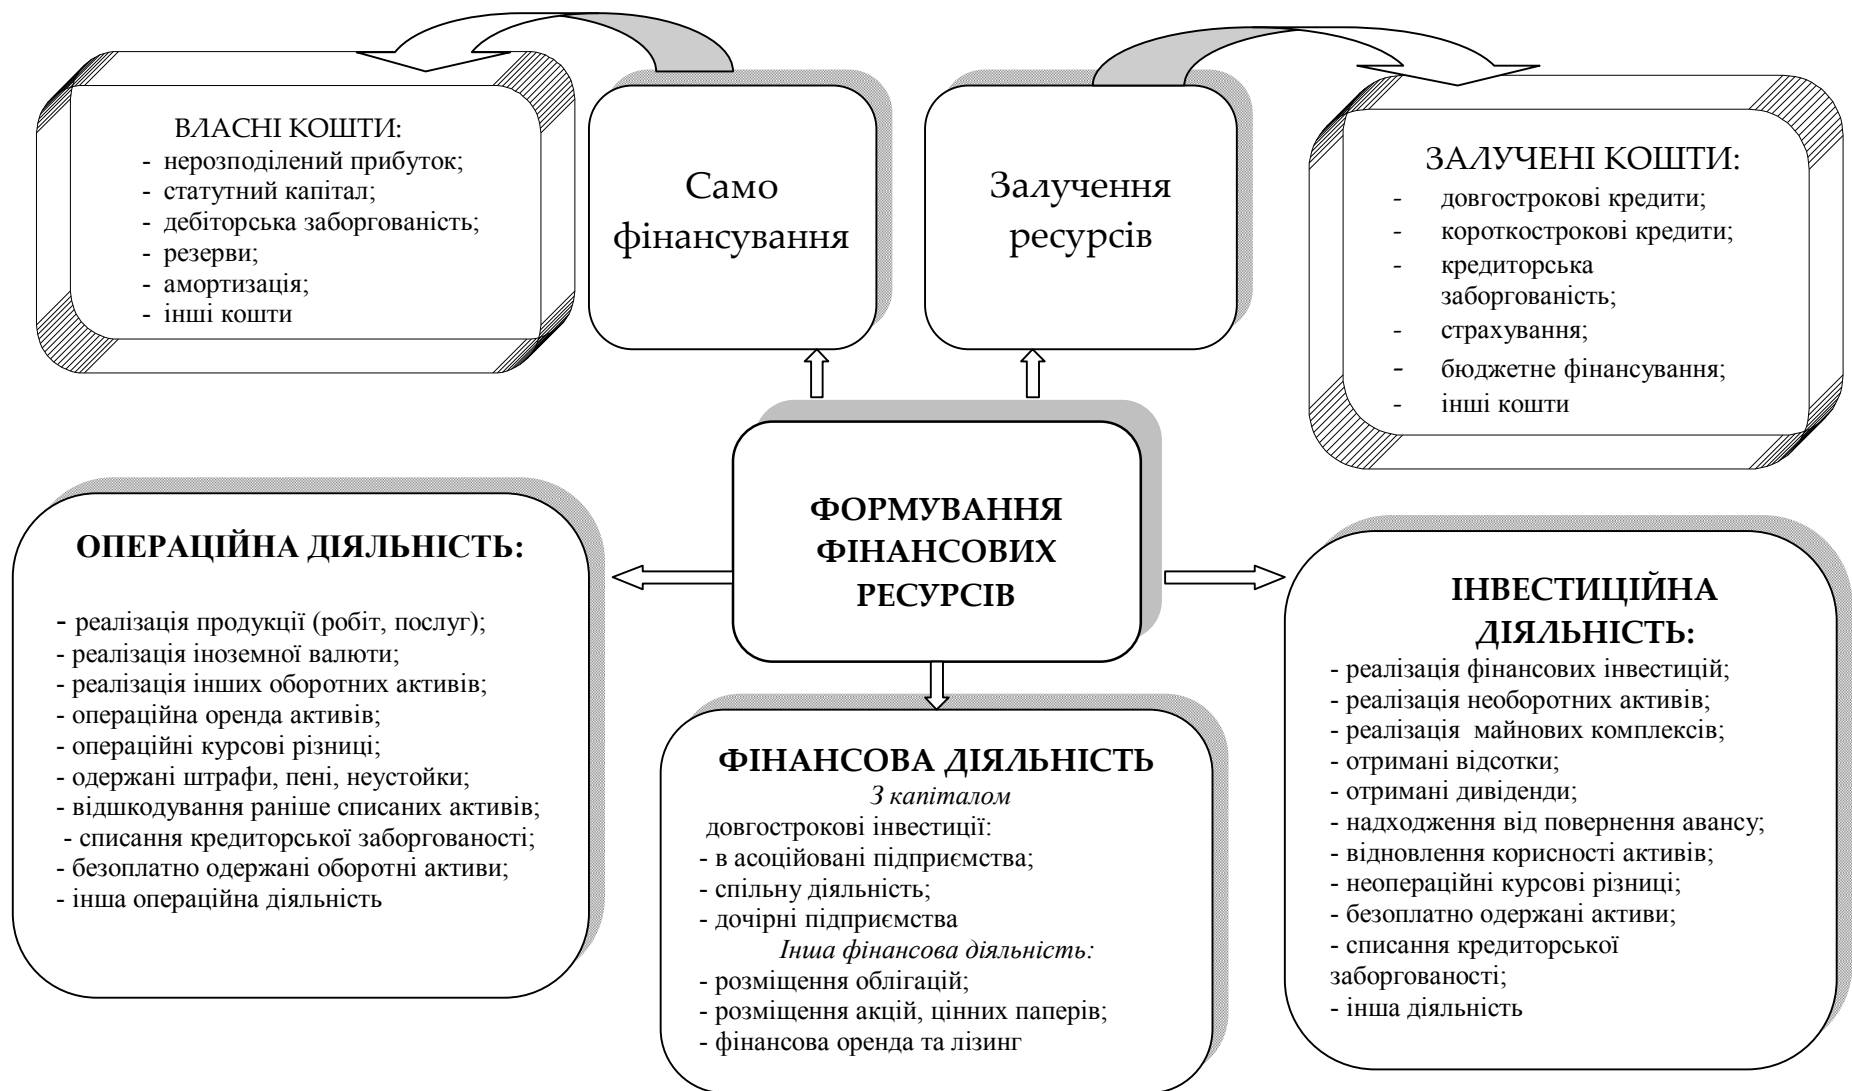 ВЛАСНІ КОШТИ:
- нерозподілений прибуток;
- статутний капітал;
- дебіторська заборгованість;
- резерви;
- амортизація;
- інші кошти
Само
фінансування
Залучення
ресурсів
ЗАЛУЧЕНІ КОШТИ:
- довгострокові кредити;
- короткострокові кредити;
- кредиторська
заборгованість;
- страхування;
- бюджетне фінансування;
- інші кошти
ФОРМУВАННЯ
ФІНАНСОВИХ
РЕСУРСІВ
ОПЕРАЦІЙНА ДІЯЛЬНІСТЬ:
- реалізація продукції (робіт, послуг);
- реалізація іноземної валюти;
- реалізація інших оборотних активів;
- операційна оренда активів;
- операційні курсові різниці;
- одержані штрафи, пені, неустойки;
- відшкодування раніше списаних активів;
- списання кредиторської заборгованості;
- безоплатно одержані оборотні активи;
- інша операційна діяльність
ФІНАНСОВА ДІЯЛЬНІСТЬ
З капіталом
довгострокові інвестиції:
- в асоційовані підприємства;
- спільну діяльність;
- дочірні підприємства
Інша фінансова діяльність:
- розміщення облігацій;
- розміщення акцій, цінних паперів;
- фінансова оренда та лізинг
ІНВЕСТИЦІЙНА
ДІЯЛЬНІСТЬ:
- реалізація фінансових інвестицій;
- реалізація необоротних активів;
- реалізація майнових комплексів;
- отримані відсотки;
- отримані дивіденди;
- надходження від повернення авансу;
- відновлення корисності активів;
- неопераційні курсові різниці;
- безоплатно одержані активи;
- списання кредиторської
заборгованості;
- інша діяльність